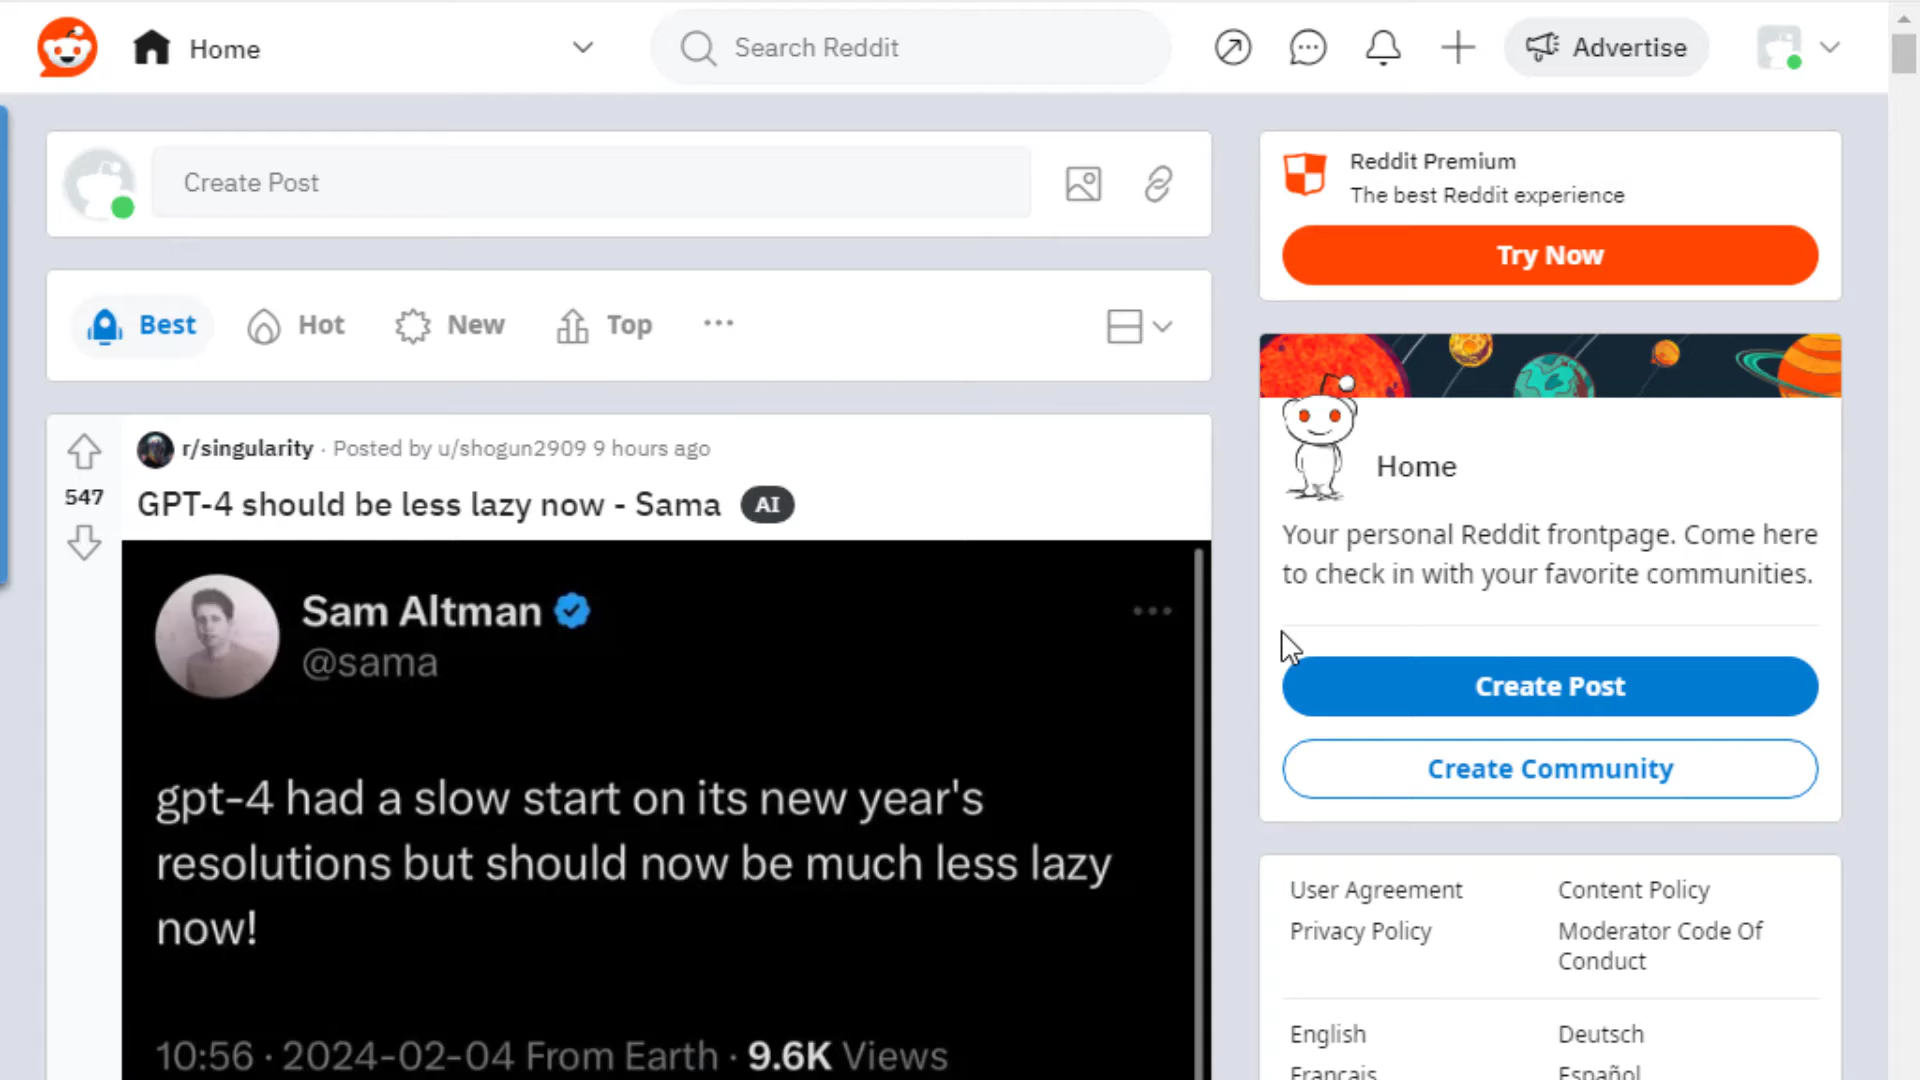 Home
Search Reddit
Advertise
Create Post
Reddit Premium
The best Reddit experience
Try Now
Best
Hot
New
Top
r/singularity · Posted by u/shogun2909 9 hours ago
547
GPT-4 should be less lazy now - Sama AI
Sam Altman
@sama
gpt-4 had a slow start on its new year's
resolutions but should now be much less lazy
now!
10:56 · 2024-02-04 From Earth · 9.6K Views
Home
Your personal Reddit frontpage. Come here
to check in with your favorite communities.
Create Post
Create Community
User Agreement
Content Policy
Privacy Policy
Moderator Code Of
Conduct
English
Deutsch
Français
Español